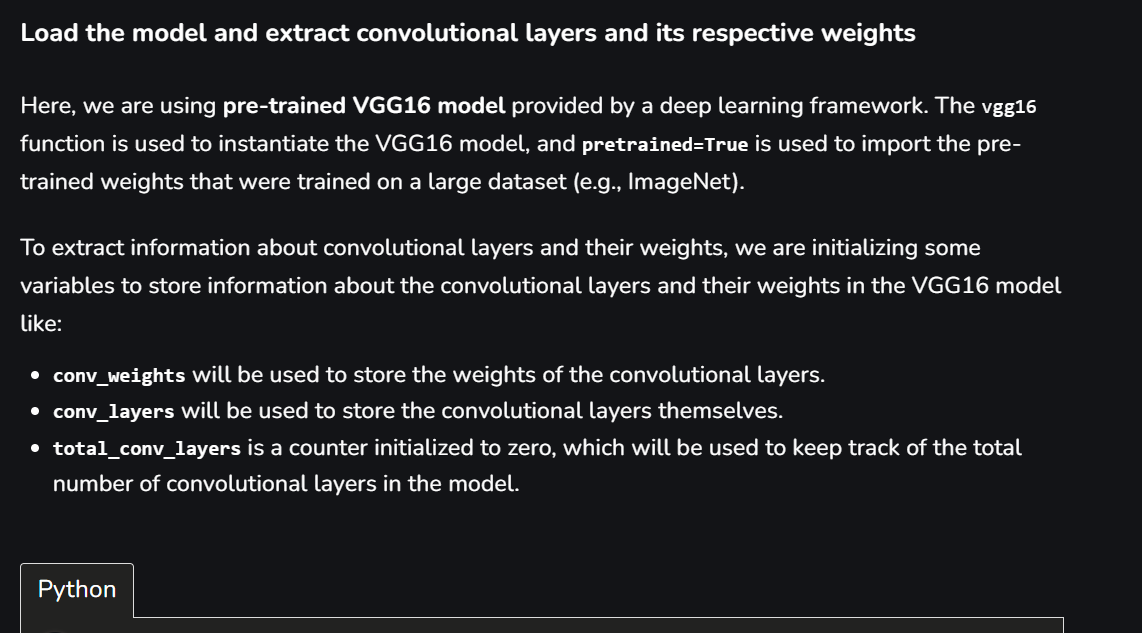 Load the model and extract convolutional layers and its respective weights
Here, we are using pre-trained VGG16 model provided by a deep learning framework. The vgg16
function is used to instantiate the VGG16 model, and pretrained=True is used to import the pre-
trained weights that were trained on a large dataset (e.g., ImageNet).
To extract information about convolutional layers and their weights, we are initializing some
variables to store information about the convolutional layers and their weights in the VGG16 model
like:
• conv_weights will be used to store the weights of the convolutional layers.
• conv_layers will be used to store the convolutional layers themselves.
• total_conv_layers is a counter initialized to zero, which will be used to keep track of the total
number of convolutional layers in the model.
Python